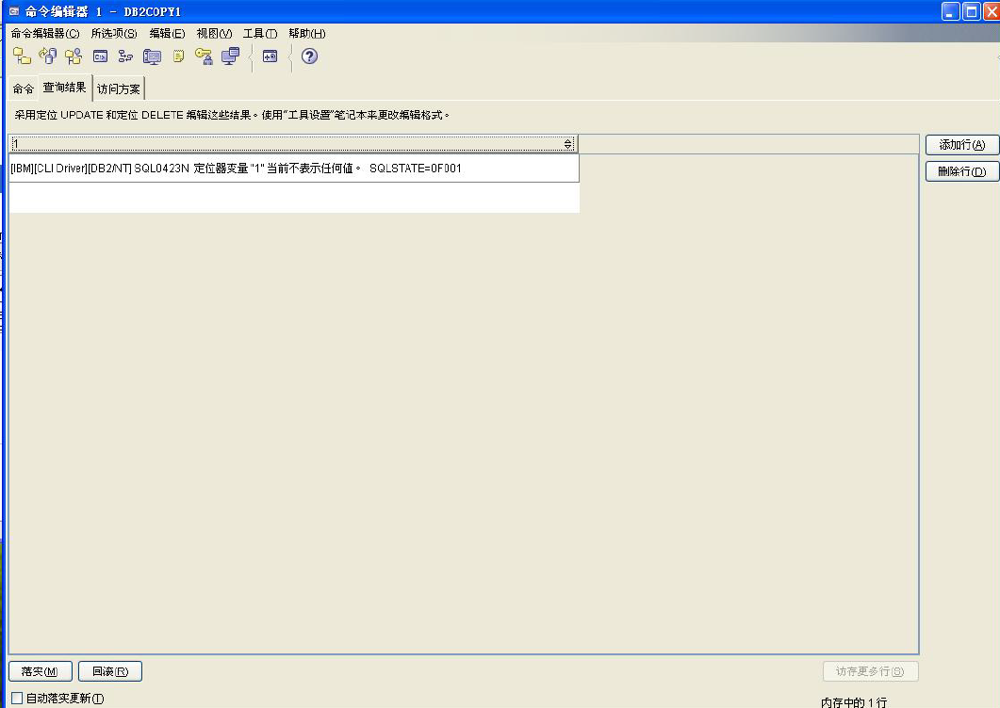 命令编辑器 1 - DB2COPY1
命令编辑器(C) 所选项(S) 编辑(E) 视图(V) 工具(T) 帮助(H)
命令 查询结果 访问方案
采用定位 UPDATE 和定位 DELETE 编辑这些结果。使用“工具设置”笔记本来更改编辑格式。
1
添加行(A)
[IBM][CLI Driver][DB2/NT] SQL0423N 定位器变量 "1" 当前不表示任何值。 SQLSTATE=0F001
删除行(D)
落实(M) 回滚(R) 访存更多行(S)
自动落实更新(T) 内存中的 1 行